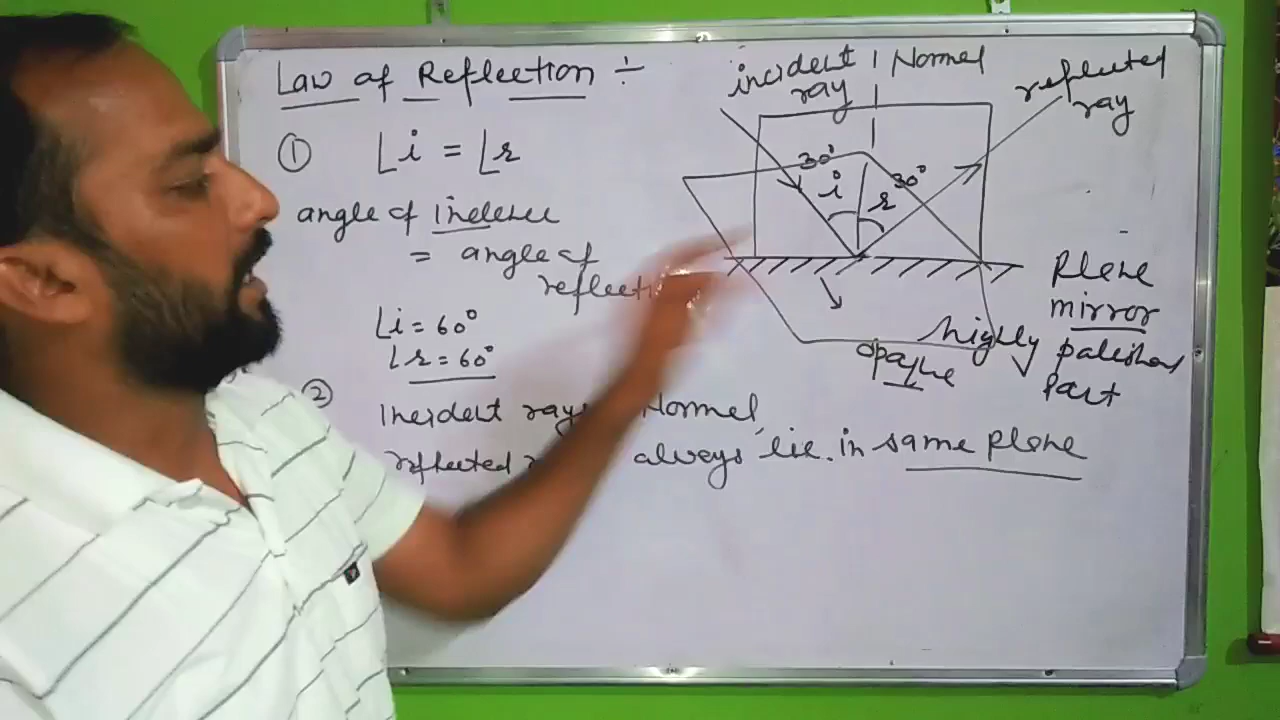 Law of Reflection ÷
① ∠i = ∠r
angle of
= angle of
reflecti
∠i = 60°
∠r = 60°
②
Incident ray Normal,
reflected always lie. in same plane
incident
ray
Normal
reflected
ray
30°
30°
i
r
Plane
mirror
highly
polished
Part
opaque